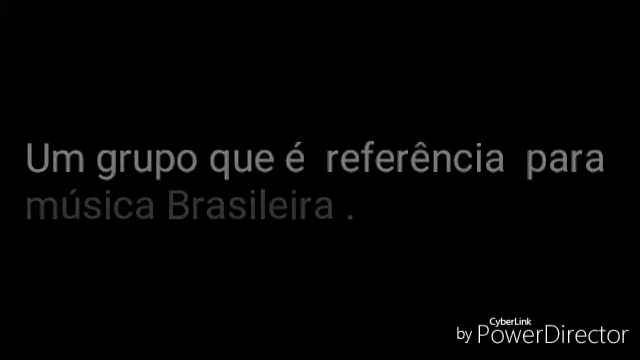 Um grupo que é referência para
música Brasileira .
CyberLink
by PowerDirector